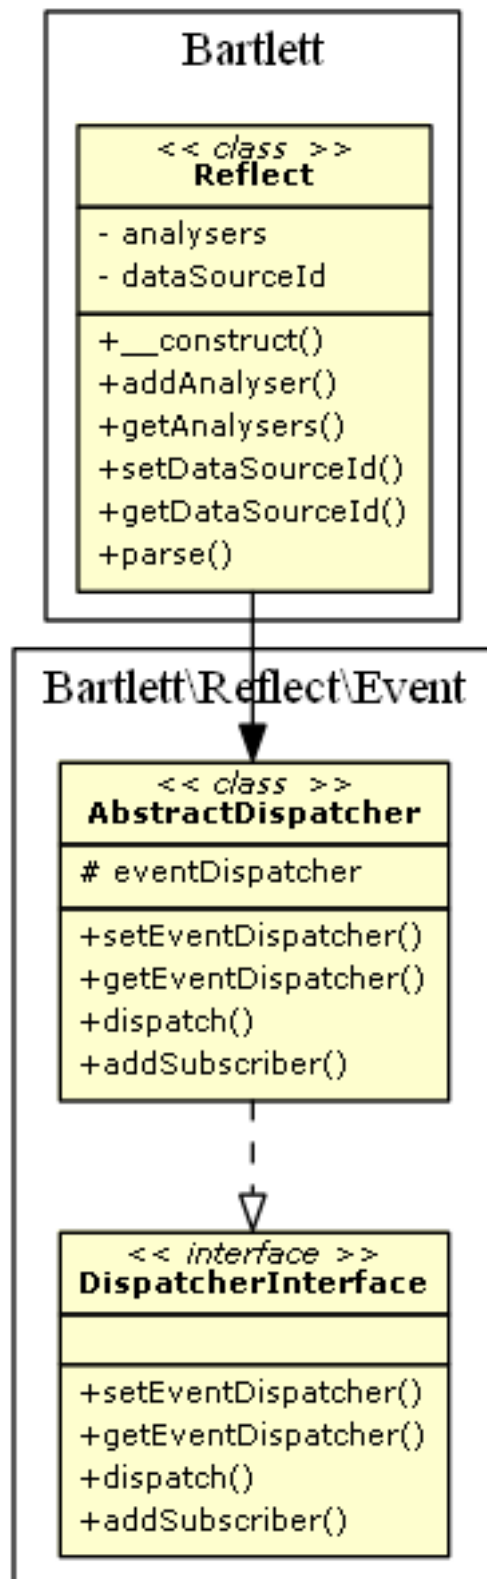 Bartlett
<< class >>
Reflect
- analysers
- dataSourceId
+__construct()
+addAnalyser()
+getAnalysers()
+setDataSourceId()
+getDataSourceId()
+parse()
Bartlett\Reflect\Event
<< class >>
AbstractDispatcher
# eventDispatcher
+setEventDispatcher()
+getEventDispatcher()
+dispatch()
+addSubscriber()
<< interface >>
DispatcherInterface
+setEventDispatcher()
+getEventDispatcher()
+dispatch()
+addSubscriber()